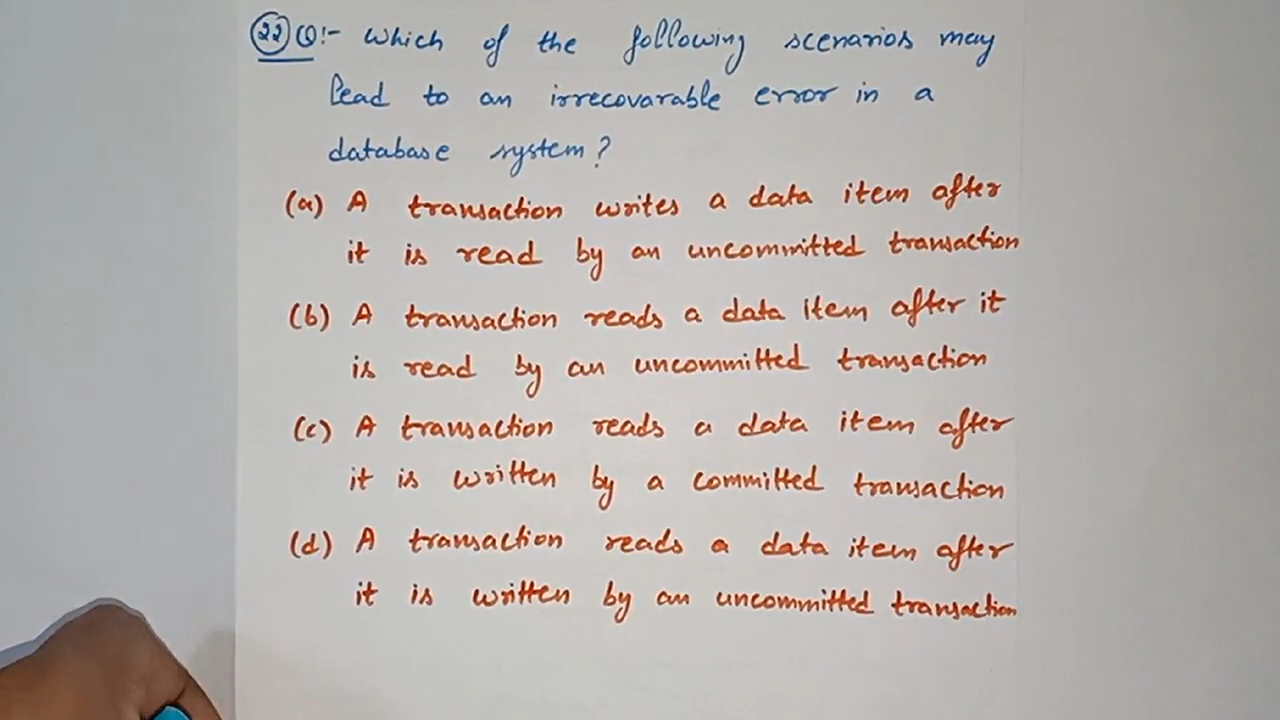 22 Q:- Which of the following scenarios may
lead to an irrecovarable error in a
database system?
(a) A transaction writes a data item after
it is read by an uncommitted transaction
(b) A transaction reads a data item after it
is read by an uncommitted transaction
(c) A transaction reads a data item after
it is written by a committed transaction
(d) A transaction reads a data item after
it is written by an uncommitted transaction